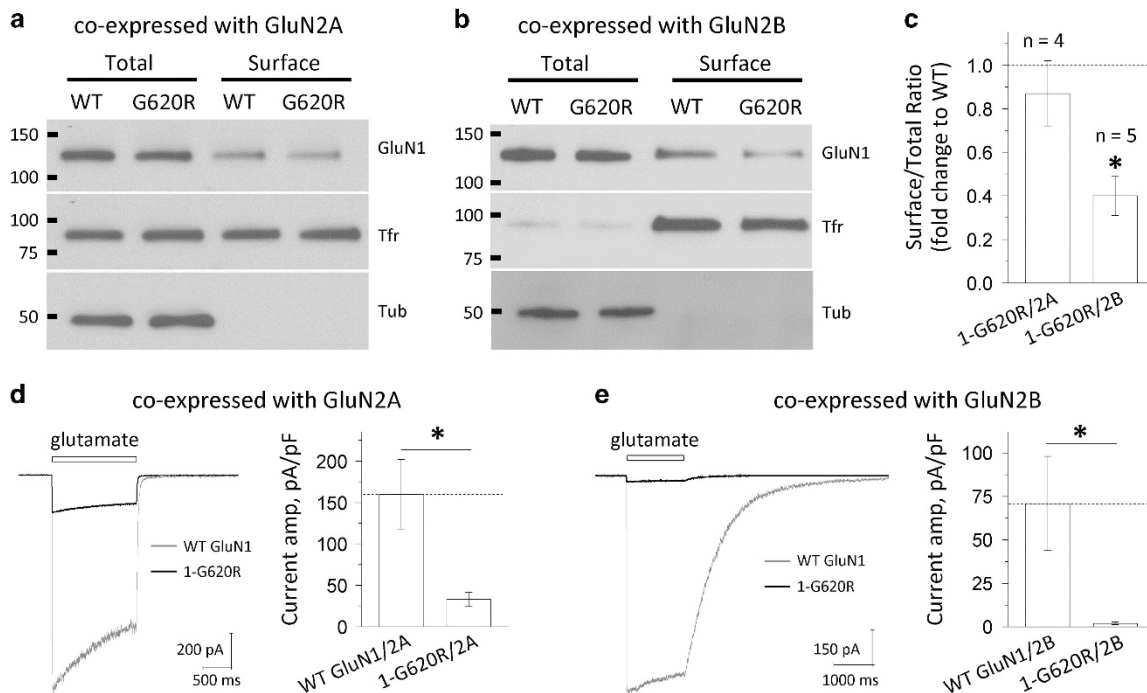 a
co-expressed with GluN2A
Total Surface
WT G620R WT G620R
150
100
GluN1
100
75
Tfr
50
Tub
b
co-expressed with GluN2B
Total Surface
WT G620R WT G620R
150
100
GluN1
100
75
Tfr
50
Tub
c
Surface/Total Ratio
(fold change to WT)
1.0
0.8
0.6
0.4
0.2
0.0
n = 4
n = 5
*
1-G620R/2A
1-G620R/2B
d
co-expressed with GluN2A
glutamate
WT GluN1
1-G620R
200 pA
500 ms
Current amp, pA/pF
200
150
100
50
0
*
WT GluN1/2A
1-G620R/2A
e
co-expressed with GluN2B
glutamate
WT GluN1
1-G620R
150 pA
1000 ms
Current amp, pA/pF
100
75
50
25
0
*
WT GluN1/2B
1-G620R/2B